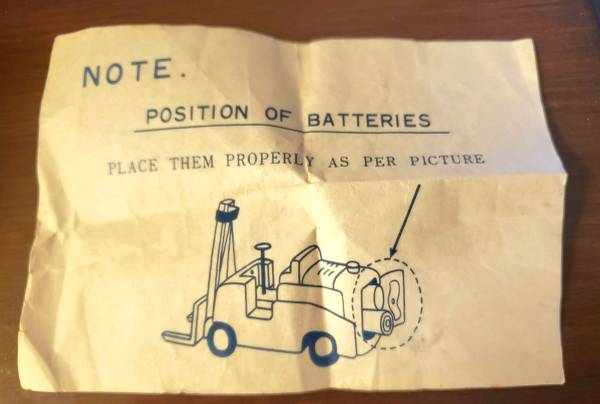 NOTE.
POSITION OF BATTERIES
PLACE THEM PROPERLY AS PER PICTURE